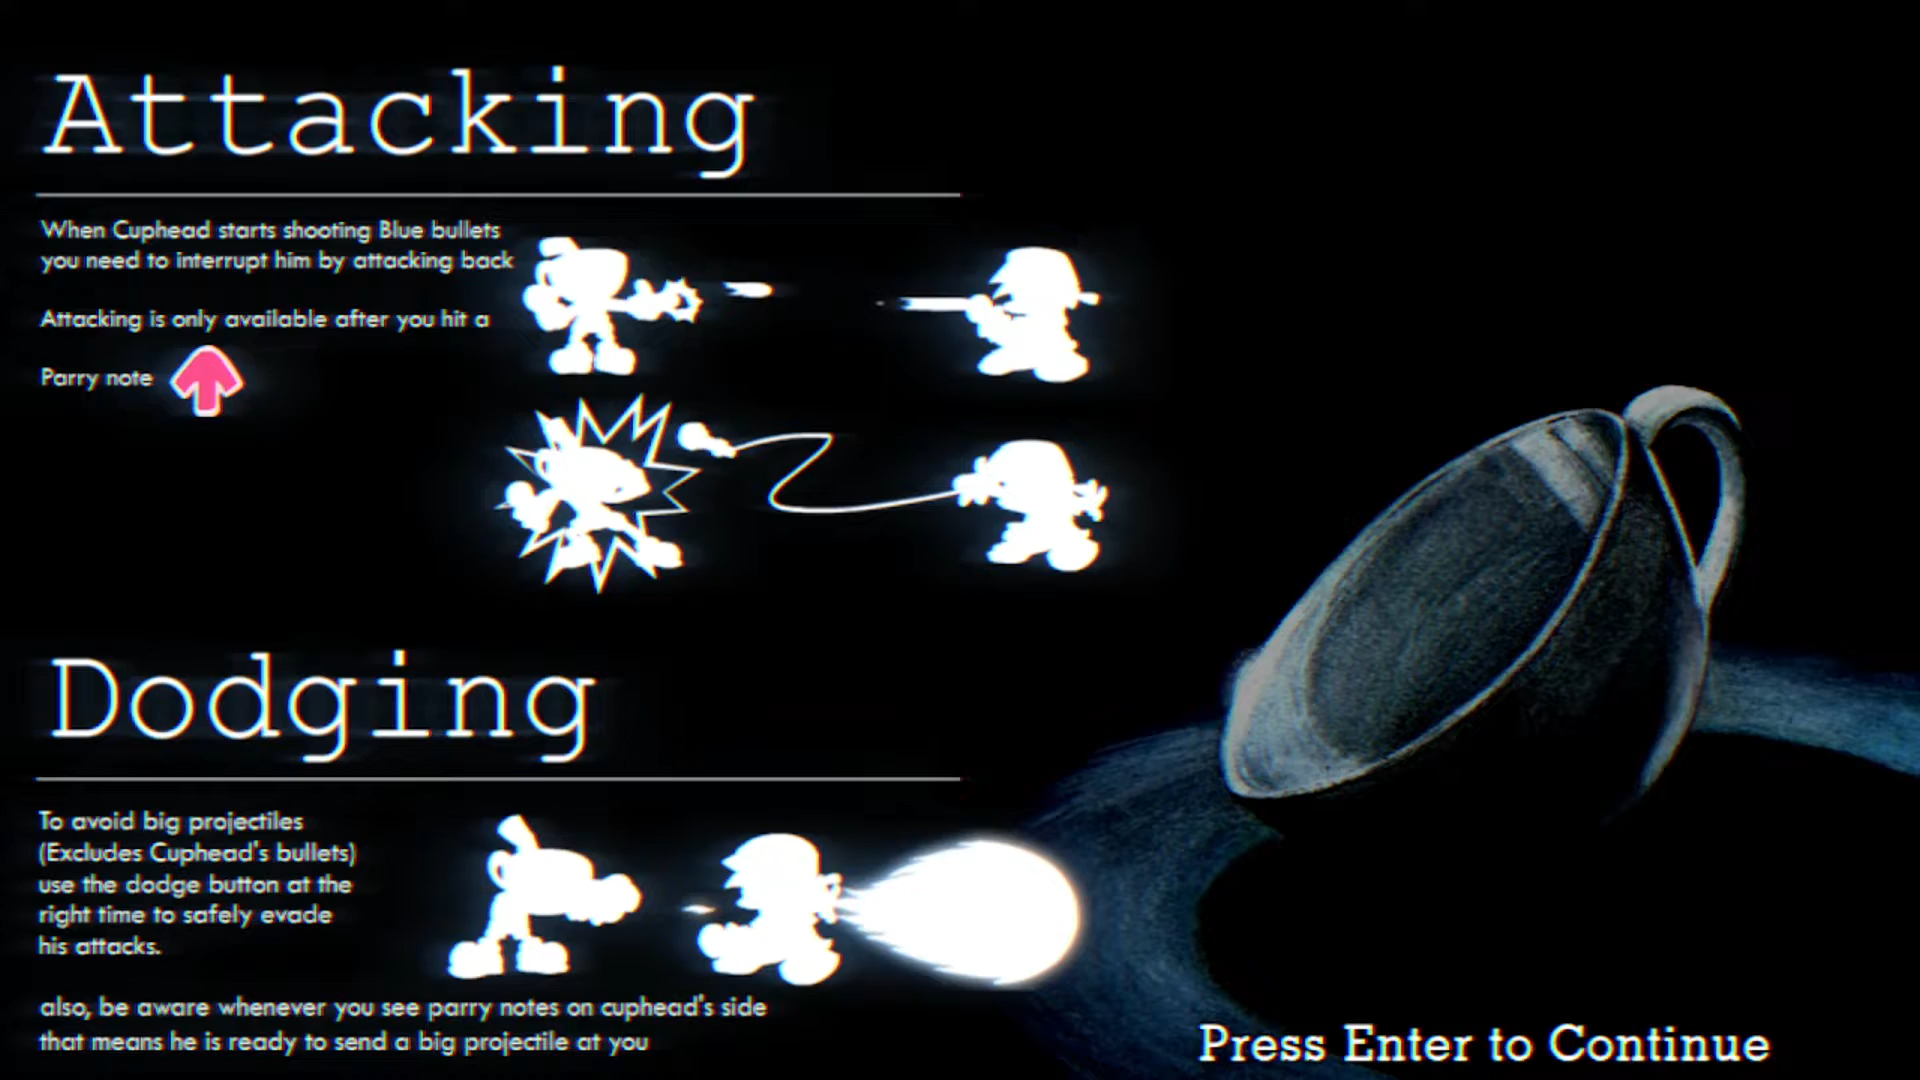 Attacking
When Cuphead starts shooting Blue bullets
you need to interrupt him by attacking back
Attacking is only available after you hit a
Parry note
Dodging
To avoid big projectiles
(Excludes Cuphead's bullets)
use the dodge button at the
right time to safely evade
his attacks.
also, be aware whenever you see parry notes on cuphead's side
that means he is ready to send a big projectile at you
Press Enter to Continue